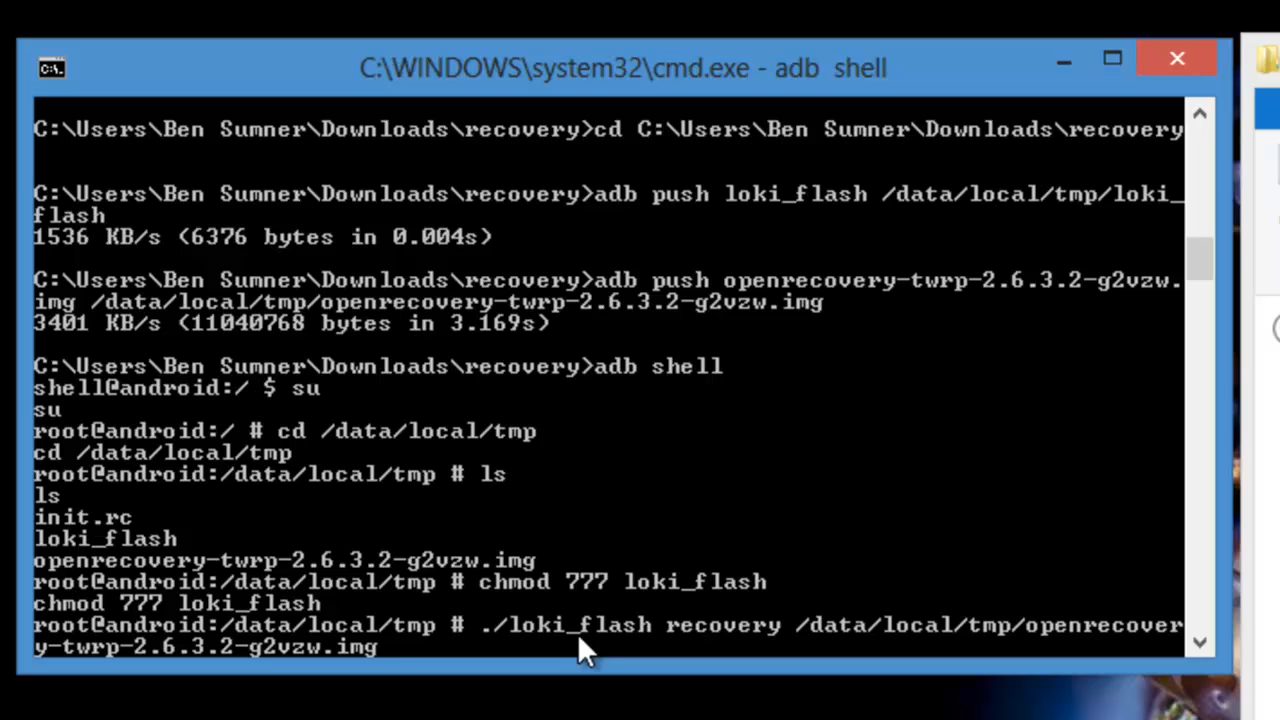 C:\WINDOWS\system32\cmd.exe - adb  shell
C:\Users\Ben Sumner\Downloads\recovery>cd C:\Users\Ben Sumner\Downloads\recovery
C:\Users\Ben Sumner\Downloads\recovery>adb push loki_flash /data/local/tmp/loki_
flash
1536 KB/s (6376 bytes in 0.004s)
C:\Users\Ben Sumner\Downloads\recovery>adb push openrecovery-twrp-2.6.3.2-g2vzw.
img /data/local/tmp/openrecovery-twrp-2.6.3.2-g2vzw.img
3401 KB/s (11040768 bytes in 3.169s)
C:\Users\Ben Sumner\Downloads\recovery>adb shell
shell@android:/ $ su
su
root@android:/ # cd /data/local/tmp
cd /data/local/tmp
root@android:/data/local/tmp # ls
ls
init.rc
loki_flash
openrecovery-twrp-2.6.3.2-g2vzw.img
root@android:/data/local/tmp # chmod 777 loki_flash
chmod 777 loki_flash
root@android:/data/local/tmp # ./loki_flash recovery /data/local/tmp/openrecover
y-twrp-2.6.3.2-g2vzw.img